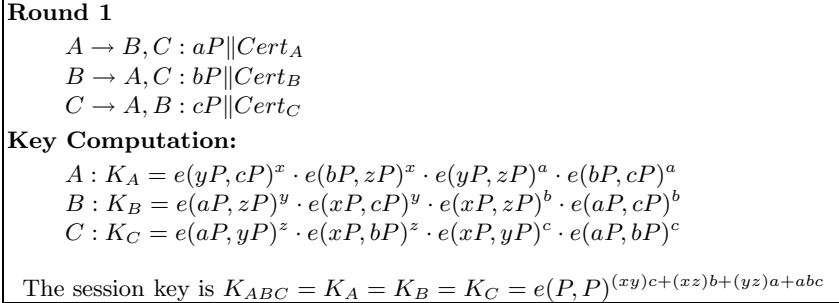 Round 1
A → B, C : aP∥Cert_A
B → A, C : bP∥Cert_B
C → A, B : cP∥Cert_C
Key Computation:
A : K_A = e(yP, cP)^x · e(bP, zP)^x · e(yP, zP)^a · e(bP, cP)^a
B : K_B = e(aP, zP)^y · e(xP, cP)^y · e(xP, zP)^b · e(aP, cP)^b
C : K_C = e(aP, yP)^z · e(xP, bP)^z · e(xP, yP)^c · e(aP, bP)^c
The session key is K_{ABC} = K_A = K_B = K_C = e(P, P)^{(xy)c+(xz)b+(yz)a+abc}